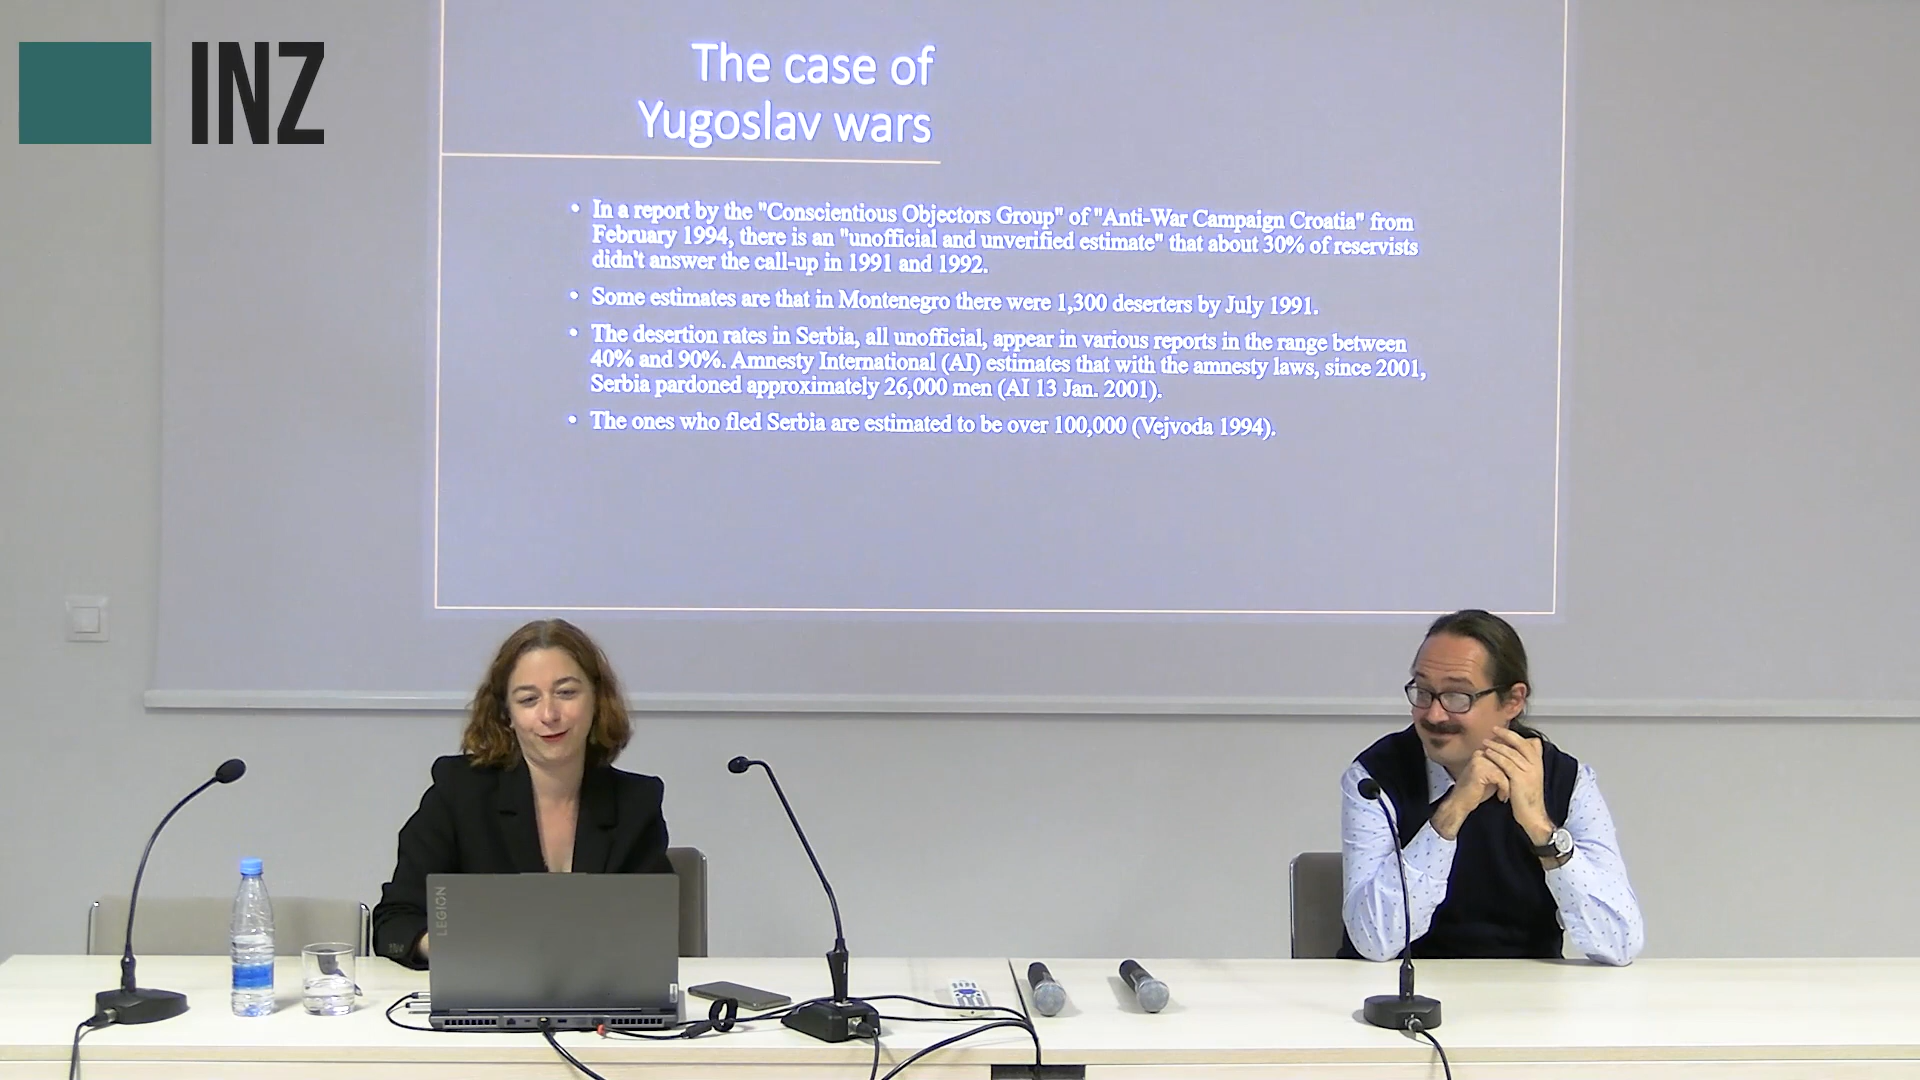 INZ
The case of
Yugoslav wars
• In a report by the "Conscientious Objectors Group" of "Anti-War Campaign Croatia" from
February 1994, there is an "unofficial and unverified estimate" that about 30% of reservists
didn't answer the call-up in 1991 and 1992.
• Some estimates are that in Montenegro there were 1,300 deserters by July 1991.
• The desertion rates in Serbia, all unofficial, appear in various reports in the range between
40% and 90%. Amnesty International (AI) estimates that with the amnesty laws, since 2001,
Serbia pardoned approximately 26,000 men (AI 13 Jan. 2001).
• The ones who fled Serbia are estimated to be over 100,000 (Vejvoda 1994).
LEGION